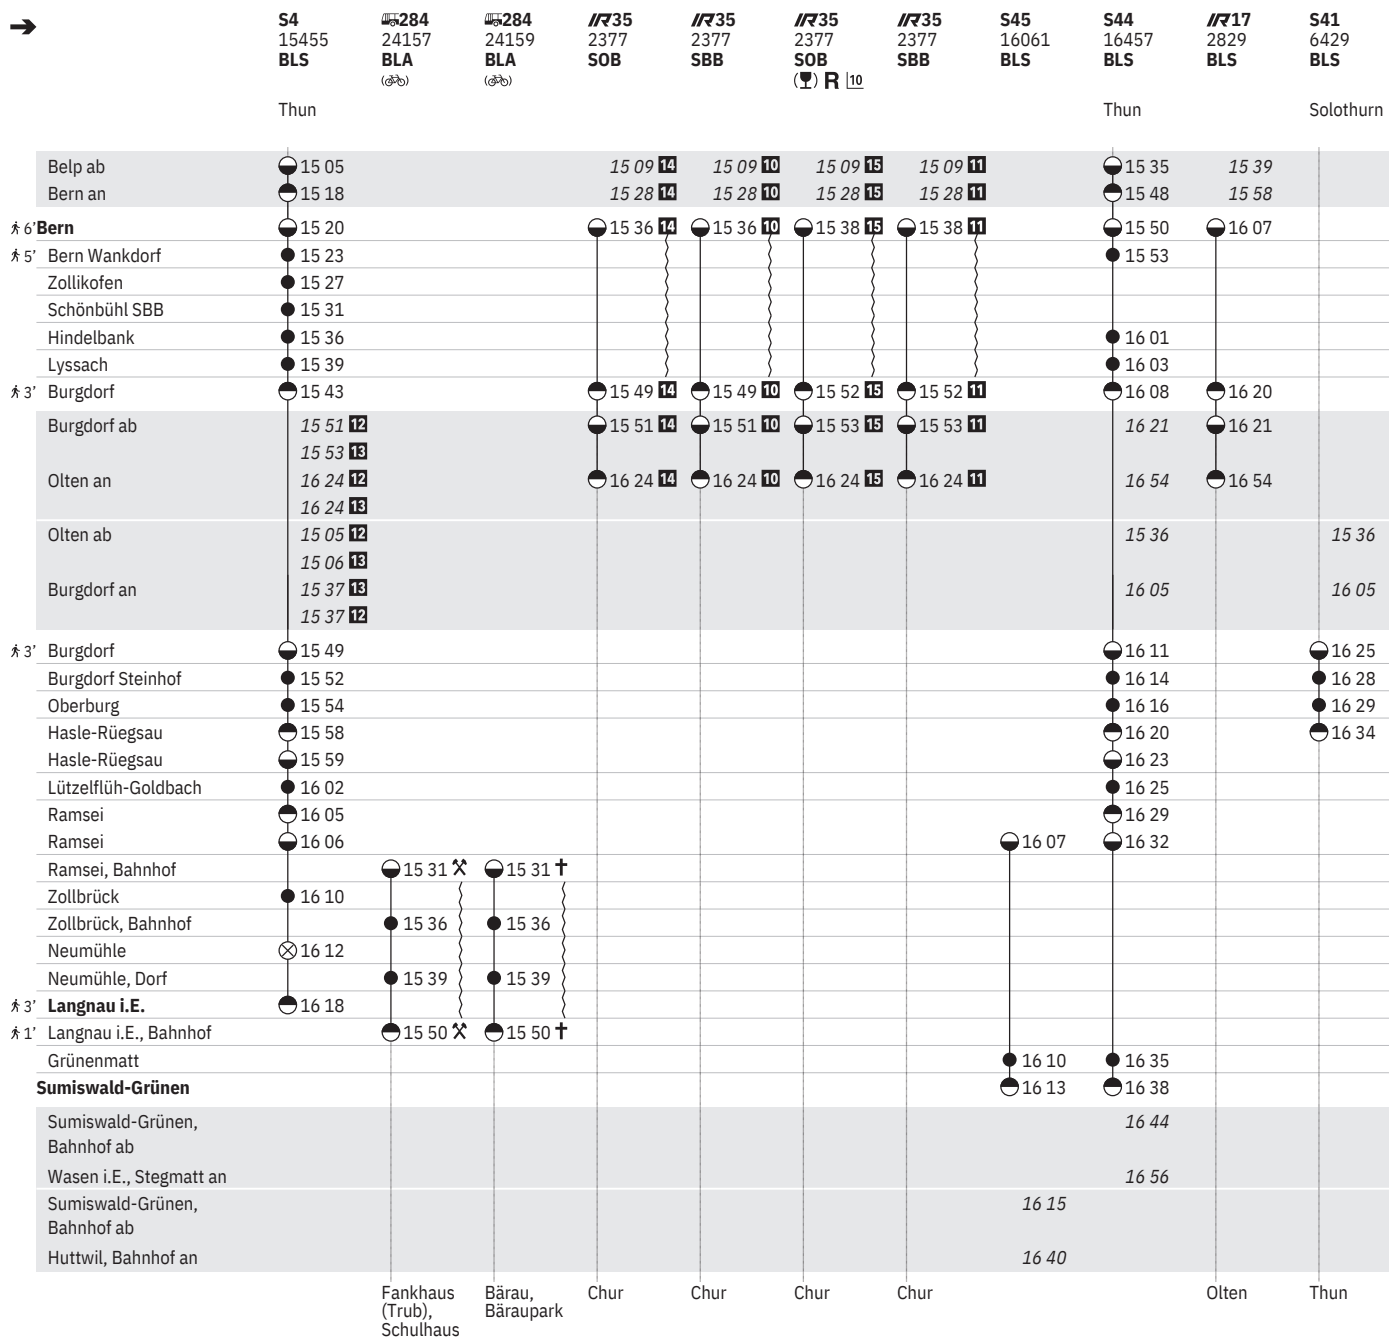 ➔ S4 284 284 IR35 IR35 IR35 IR35 S45 S44 IR17 S41
15455 24157 24159 2377 2377 2377 2377 16061 16457 2829 6429
BLS BLA BLA SOB SBB SOB SBB BLS BLS BLS BLS
R 10
Thun Thun Solothurn
Belp ab 15 05 15 09 14 15 09 10 15 09 15 15 09 11 15 35 15 39
Bern an 15 18 15 28 14 15 28 10 15 28 15 15 28 11 15 48 15 58
6' Bern 15 20 15 36 14 15 36 10 15 38 15 15 38 11 15 50 16 07
5' Bern Wankdorf 15 23 15 53
Zollikofen 15 27
Schönbühl SBB 15 31
Hindelbank 15 36 16 01
Lyssach 15 39 16 03
3' Burgdorf 15 43 15 49 14 15 49 10 15 52 15 15 52 11 16 08 16 20
Burgdorf ab 15 51 12 15 51 14 15 51 10 15 53 15 15 53 11 16 21 16 21
15 53 13
Olten an 16 24 12 16 24 14 16 24 10 16 24 15 16 24 11 16 54 16 54
16 24 13
Olten ab 15 05 12 15 36 15 36
15 06 13
Burgdorf an 15 37 13 16 05 16 05
15 37 12
3' Burgdorf 15 49 16 11 16 25
Burgdorf Steinhof 15 52 16 14 16 28
Oberburg 15 54 16 16 16 29
Hasle-Rüegsau 15 58 16 20 16 34
Hasle-Rüegsau 15 59 16 23
Lützelflüh-Goldbach 16 02 16 25
Ramsei 16 05 16 29
Ramsei 16 06 16 07 16 32
Ramsei, Bahnhof 15 31 ⚒ 15 31 ✝
Zollbrück 16 10
Zollbrück, Bahnhof 15 36 15 36
Neumühle 16 12
Neumühle, Dorf 15 39 15 39
3' Langnau i.E. 16 18
1' Langnau i.E., Bahnhof 15 50 ⚒ 15 50 ✝
Grünenmatt 16 10 16 35
Sumiswald-Grünen 16 13 16 38
Sumiswald-Grünen, 16 44
Bahnhof ab
Wasen i.E., Stegmatt an 16 56
Sumiswald-Grünen, 16 15
Bahnhof ab
Huttwil, Bahnhof an 16 40
Fankhaus Bärau, Chur Chur Chur Chur Olten Thun
(Trub), Bäraupark
Schulhaus